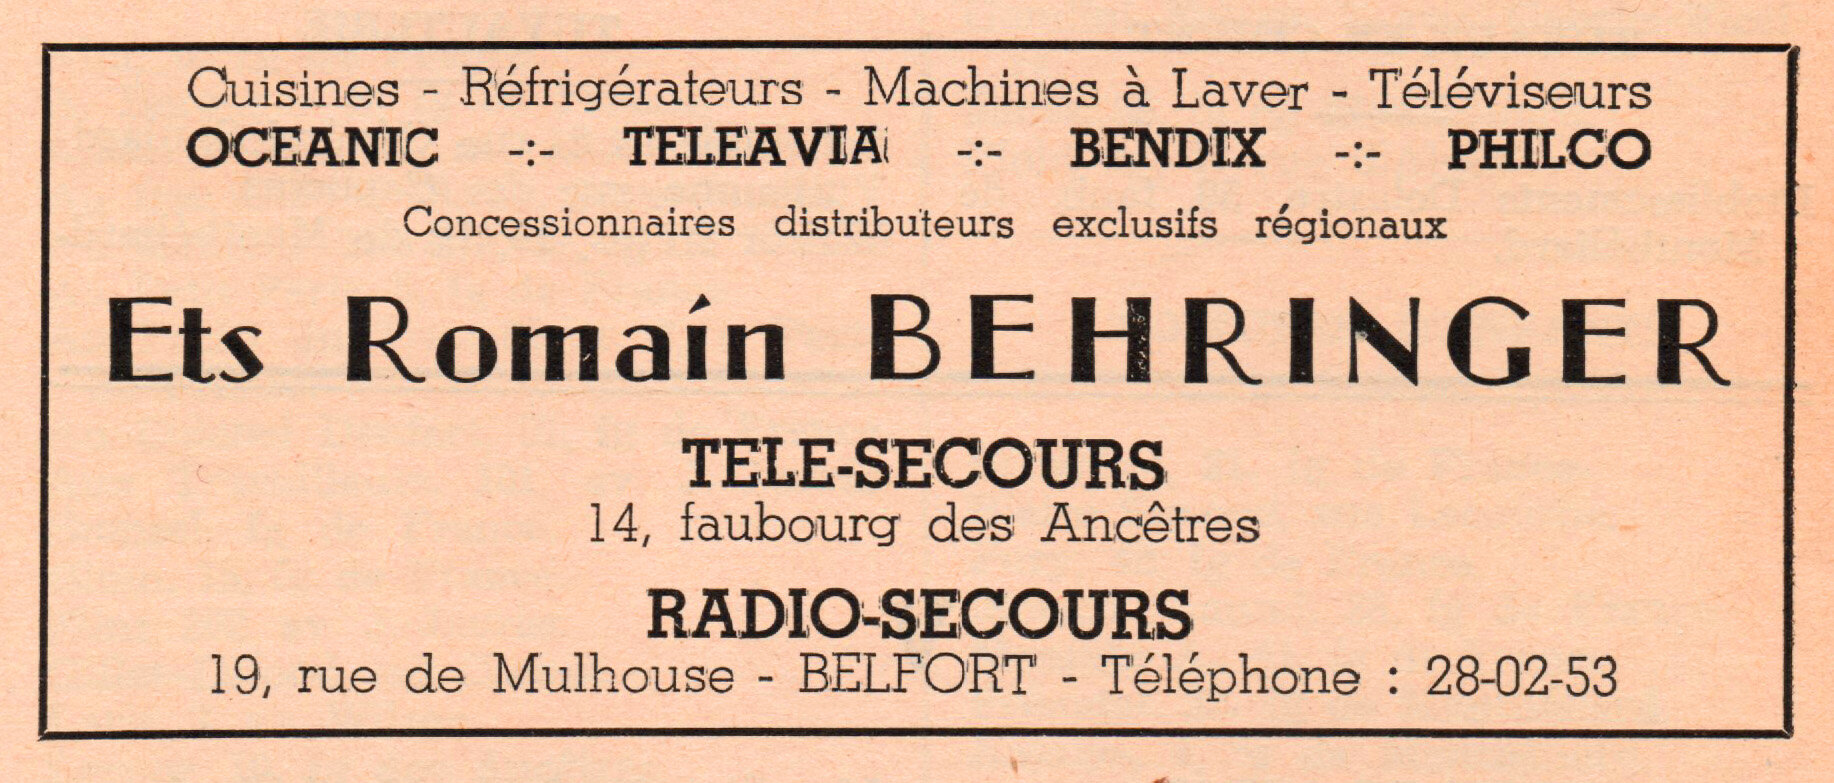 Cuisines - Réfrigérateurs - Machines à Laver - Téléviseurs
OCEANIC -:- TELEAVIA -:- BENDIX -:- PHILCO
Concessionnaires distributeurs exclusifs régionaux
Ets Romain BEHRINGER
TELE-SECOURS
14, faubourg des Ancêtres
RADIO-SECOURS
19, rue de Mulhouse - BELFORT - Téléphone : 28-02-53